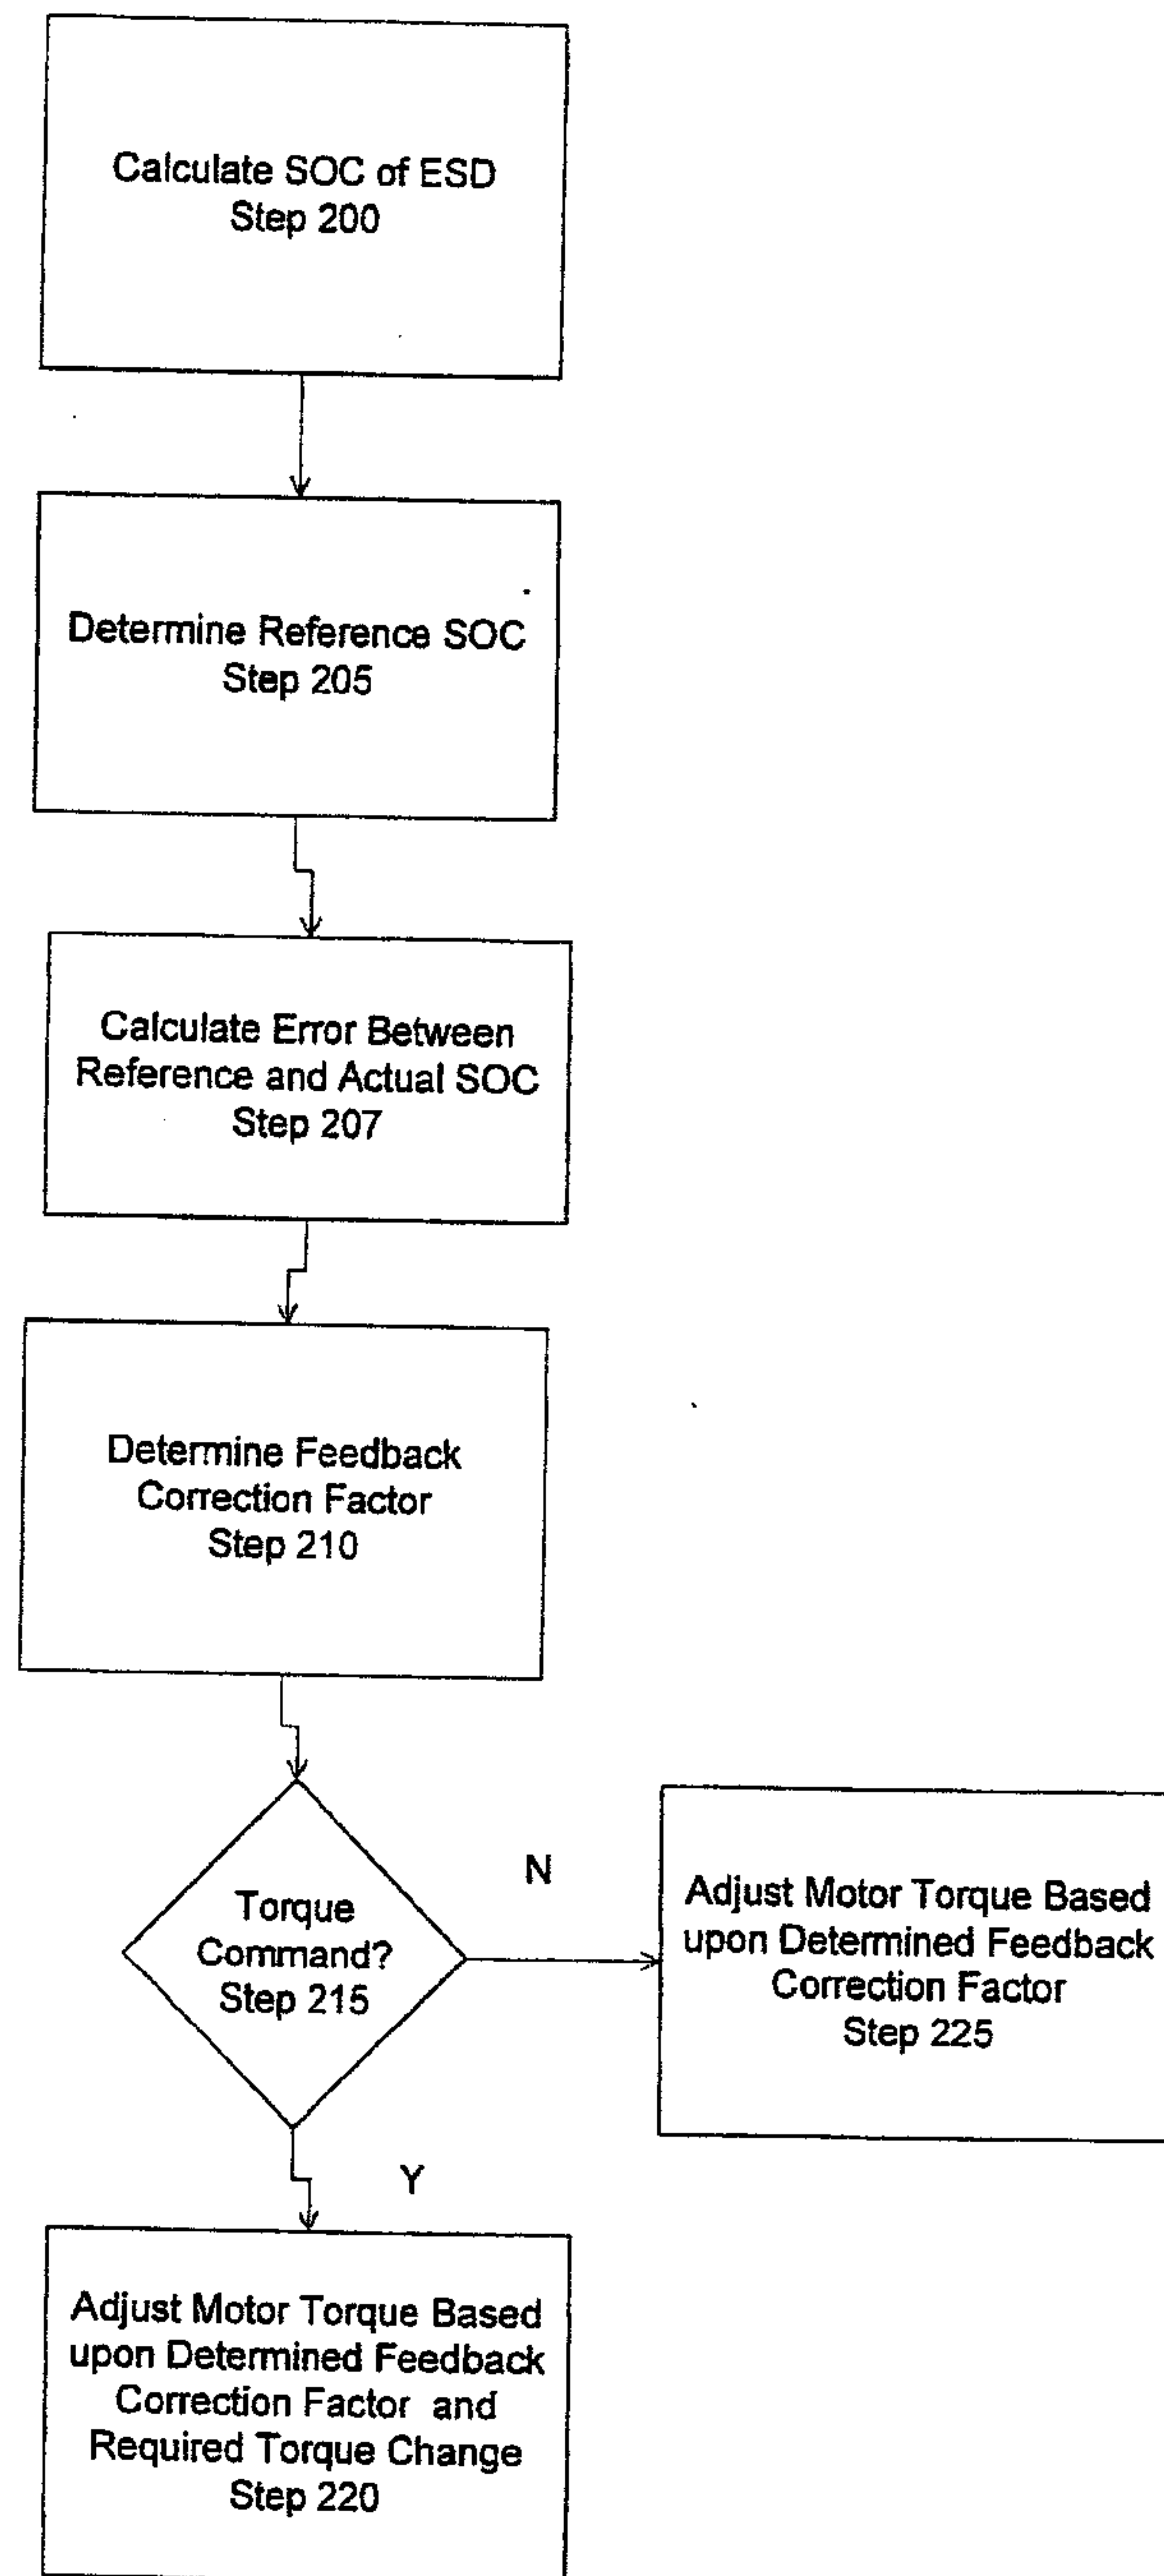 Calculate SOC of ESD
Step 200
Determine Reference SOC
Step 205
Calculate Error Between
Reference and Actual SOC
Step 207
Determine Feedback
Correction Factor
Step 210
Torque
Command?
Step 215
N
Adjust Motor Torque Based
upon Determined Feedback
Correction Factor
Step 225
Y
Adjust Motor Torque Based
upon Determined Feedback
Correction Factor and
Required Torque Change
Step 220